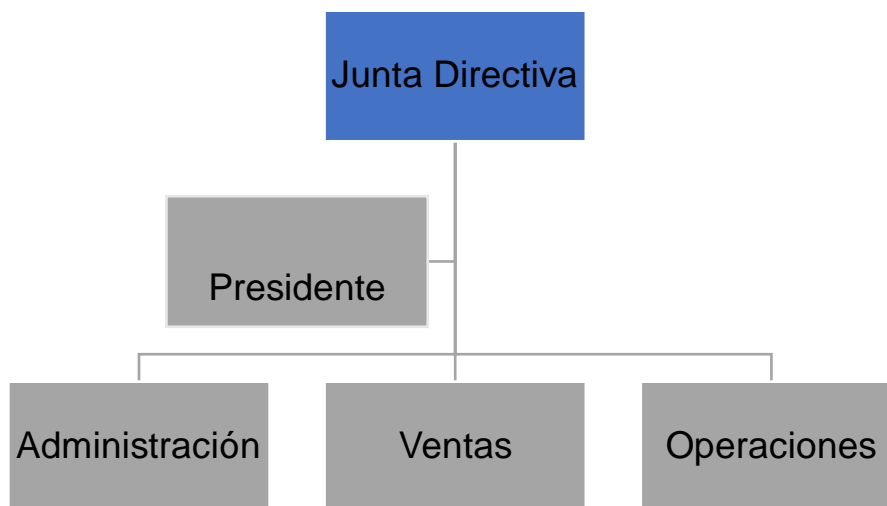 Junta Directiva
Presidente
Administración
Ventas
Operaciones